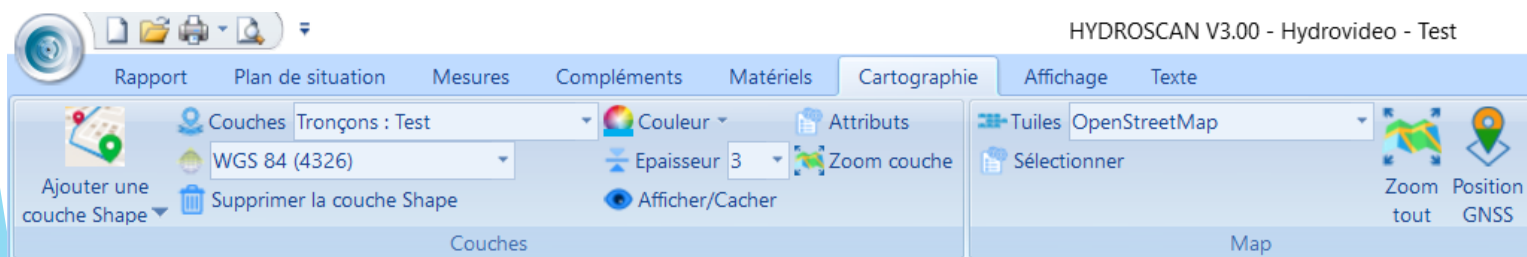 HYDROSCAN V3.00 - Hydrovideo - Test
Rapport Plan de situation Mesures Compléments Matériels Cartographie Affichage Texte
Ajouter une
couche Shape
Couches Tronçons : Test
WGS 84 (4326)
Supprimer la couche Shape
Couleur
Epaisseur 3
Afficher/Cacher
Attributs
Zoom couche
Couches
Tuiles OpenStreetMap
Sélectionner
Zoom
tout
Position
GNSS
Map